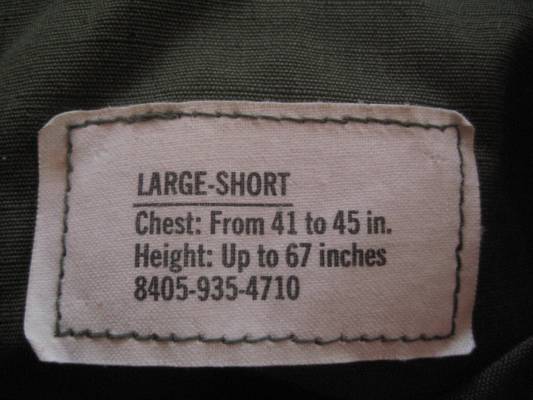 LARGE-SHORT
Chest: From 41 to 45 in.
Height: Up to 67 inches
8405-935-4710